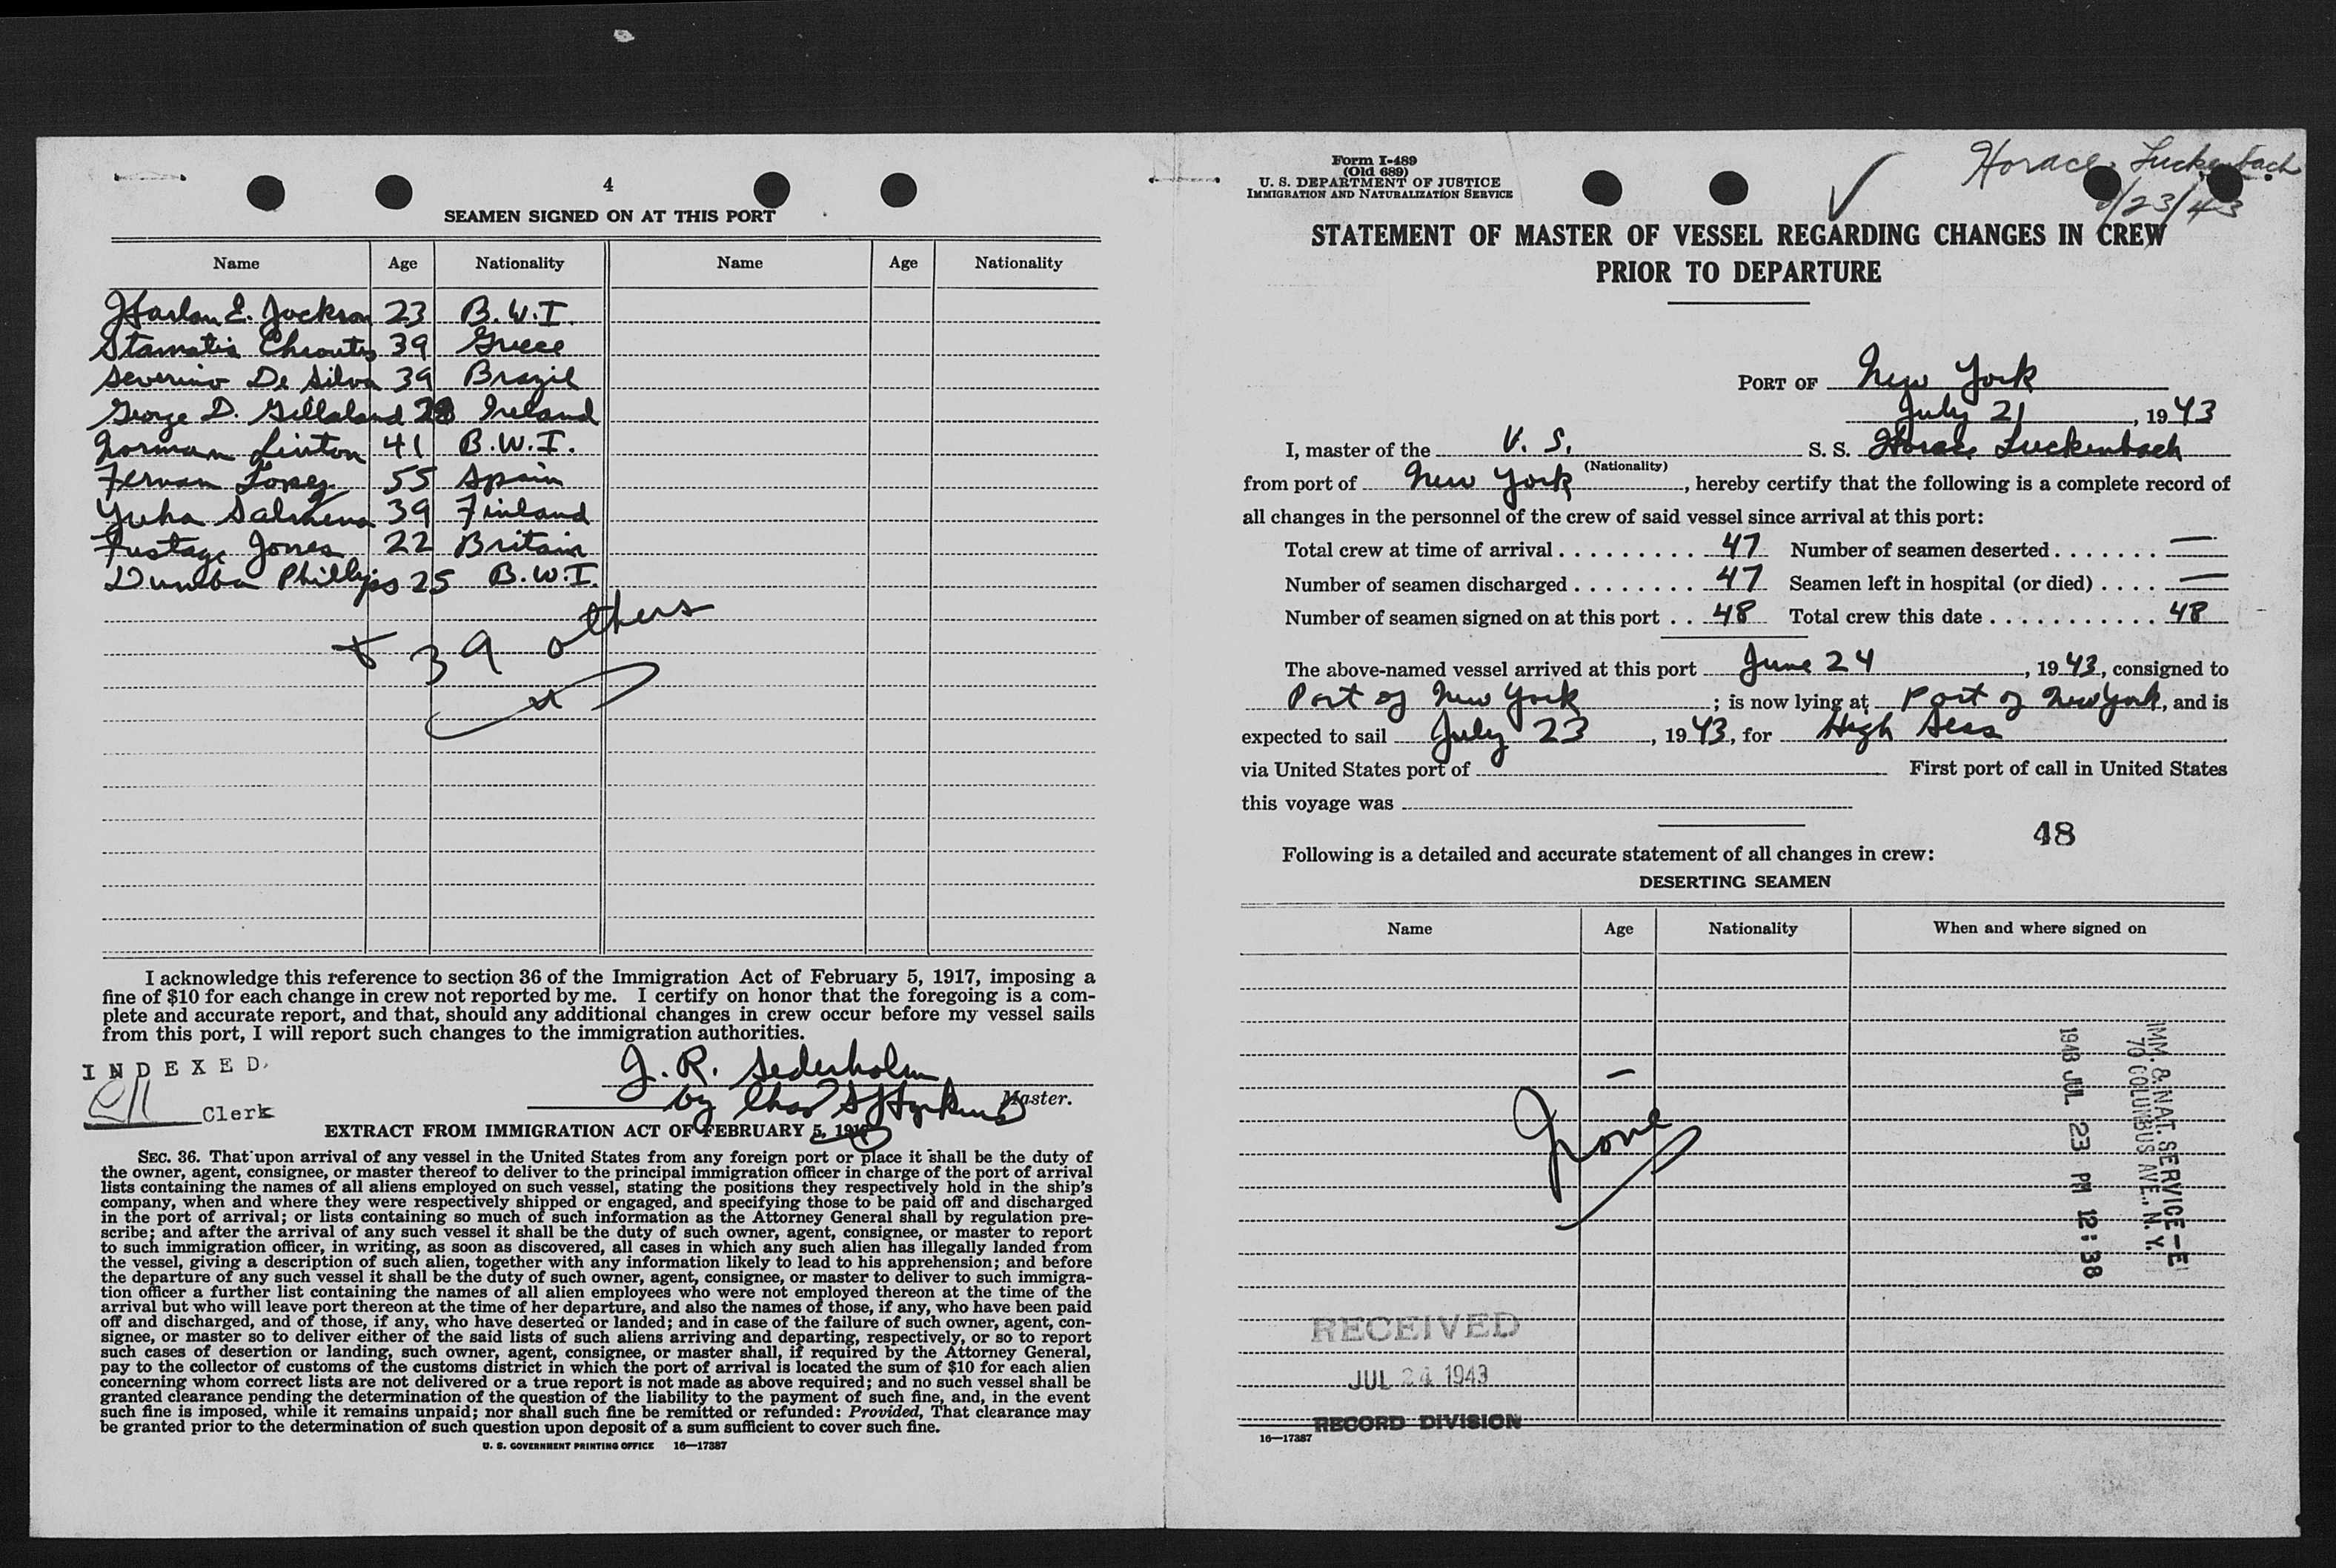 4
SEAMEN SIGNED ON AT THIS PORT
Name Age Nationality Name Age Nationality
Harlan E. Jackson 23 B.W.I.
Stamatis 39 Greece
Severino De Silva 39 Brazil
George D. Gillaland 28 Ireland
Norman Linton 41 B.W.I.
Fernan Lopez 55 Spain
Yuha 39 Finland
Jones 22 Britain
Phillips 25 B.W.I.
+ 39 others
I acknowledge this reference to section 36 of the Immigration Act of February 5, 1917, imposing a
fine of $10 for each change in crew not reported by me. I certify on honor that the foregoing is a com-
plete and accurate report, and that, should any additional changes in crew occur before my vessel sails
from this port, I will report such changes to the immigration authorities.
INDEXED
Clerk
J. R. Sederholm
by Chas
Master.
EXTRACT FROM IMMIGRATION ACT OF FEBRUARY 5, 1917
SEC. 36. That upon arrival of any vessel in the United States from any foreign port or place it shall be the duty of
the owner, agent, consignee, or master thereof to deliver to the principal immigration officer in charge of the port of arrival
lists containing the names of all aliens employed on such vessel, stating the positions they respectively hold in the ship's
company, when and where they were respectively shipped or engaged, and specifying those to be paid off and discharged
in the port of arrival; or lists containing so much of such information as the Attorney General shall by regulation pre-
scribe; and after the arrival of any such vessel it shall be the duty of such owner, agent, consignee, or master to report
to such immigration officer, in writing, as soon as discovered, all cases in which any such alien has illegally landed from
the vessel, giving a description of such alien, together with any information likely to lead to his apprehension; and before
the departure of any such vessel it shall be the duty of such owner, agent, consignee, or master to deliver to such immigra-
tion officer a further list containing the names of all alien employees who were not employed thereon at the time of the
arrival but who will leave port thereon at the time of her departure, and also the names of those, if any, who have been paid
off and discharged, and of those, if any, who have deserted or landed; and in case of the failure of such owner, agent, con-
signee, or master so to deliver either of the said lists of such aliens arriving and departing, respectively, or so to report
such cases of desertion or landing, such owner, agent, consignee, or master shall, if required by the Attorney General,
pay to the collector of customs of the customs district in which the port of arrival is located the sum of $10 for each alien
concerning whom correct lists are not delivered or a true report is not made as above required; and no such vessel shall be
granted clearance pending the determination of the question of the liability to the payment of such fine, and, in the event
such fine is imposed, while it remains unpaid; nor shall such fine be remitted or refunded: Provided, That clearance may
be granted prior to the determination of such question upon deposit of a sum sufficient to cover such fine.
U. S. GOVERNMENT PRINTING OFFICE 16—17387
Form I-489
(Old 689)
U. S. DEPARTMENT OF JUSTICE
IMMIGRATION AND NATURALIZATION SERVICE
Horace Luckenbach
/23/43
STATEMENT OF MASTER OF VESSEL REGARDING CHANGES IN CREW
PRIOR TO DEPARTURE
PORT OF New York
July 21, 1943
I, master of the U. S. S. S. Horace Luckenbach
(Nationality)
from port of New York, hereby certify that the following is a complete record of
all changes in the personnel of the crew of said vessel since arrival at this port:
Total crew at time of arrival . . . . . . . . . 47 Number of seamen deserted . . . . . . . —
Number of seamen discharged . . . . . . . . 47 Seamen left in hospital (or died) . . . . —
Number of seamen signed on at this port . . 48 Total crew this date . . . . . . . . . . . 48
The above-named vessel arrived at this port June 24, 1943, consigned to
Port of New York ; is now lying at Port of New York, and is
expected to sail July 23, 1943, for High Seas
via United States port of First port of call in United States
this voyage was
48
Following is a detailed and accurate statement of all changes in crew:
DESERTING SEAMEN
Name Age Nationality When and where signed on
None
IMM. & NAT. SERVICE-E
70 COLUMBUS AVE. N. Y.
1943 JUL 23 PM 12:38
RECEIVED
JUL 24 1943
RECORD DIVISION
16—17387